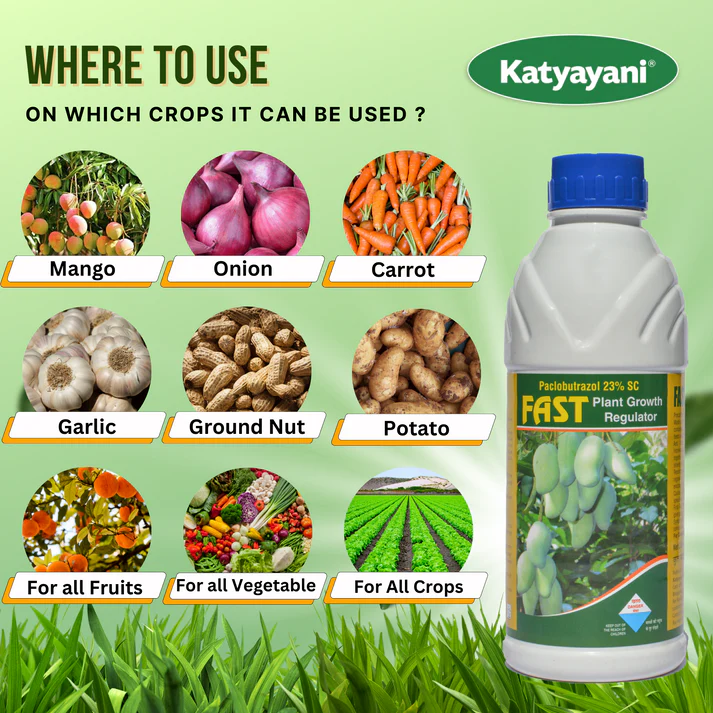 WHERE TO USE
ON WHICH CROPS IT CAN BE USED ?
Katyayani®
Mango
Onion
Carrot
Garlic
Ground Nut
Potato
For all Fruits
For all Vegetable
For All Crops
Paclobutrazol 23% SC
FAST
Plant Growth
Regulator
DANGER
KEEP OUT OF
THE REACH OF
CHILDREN